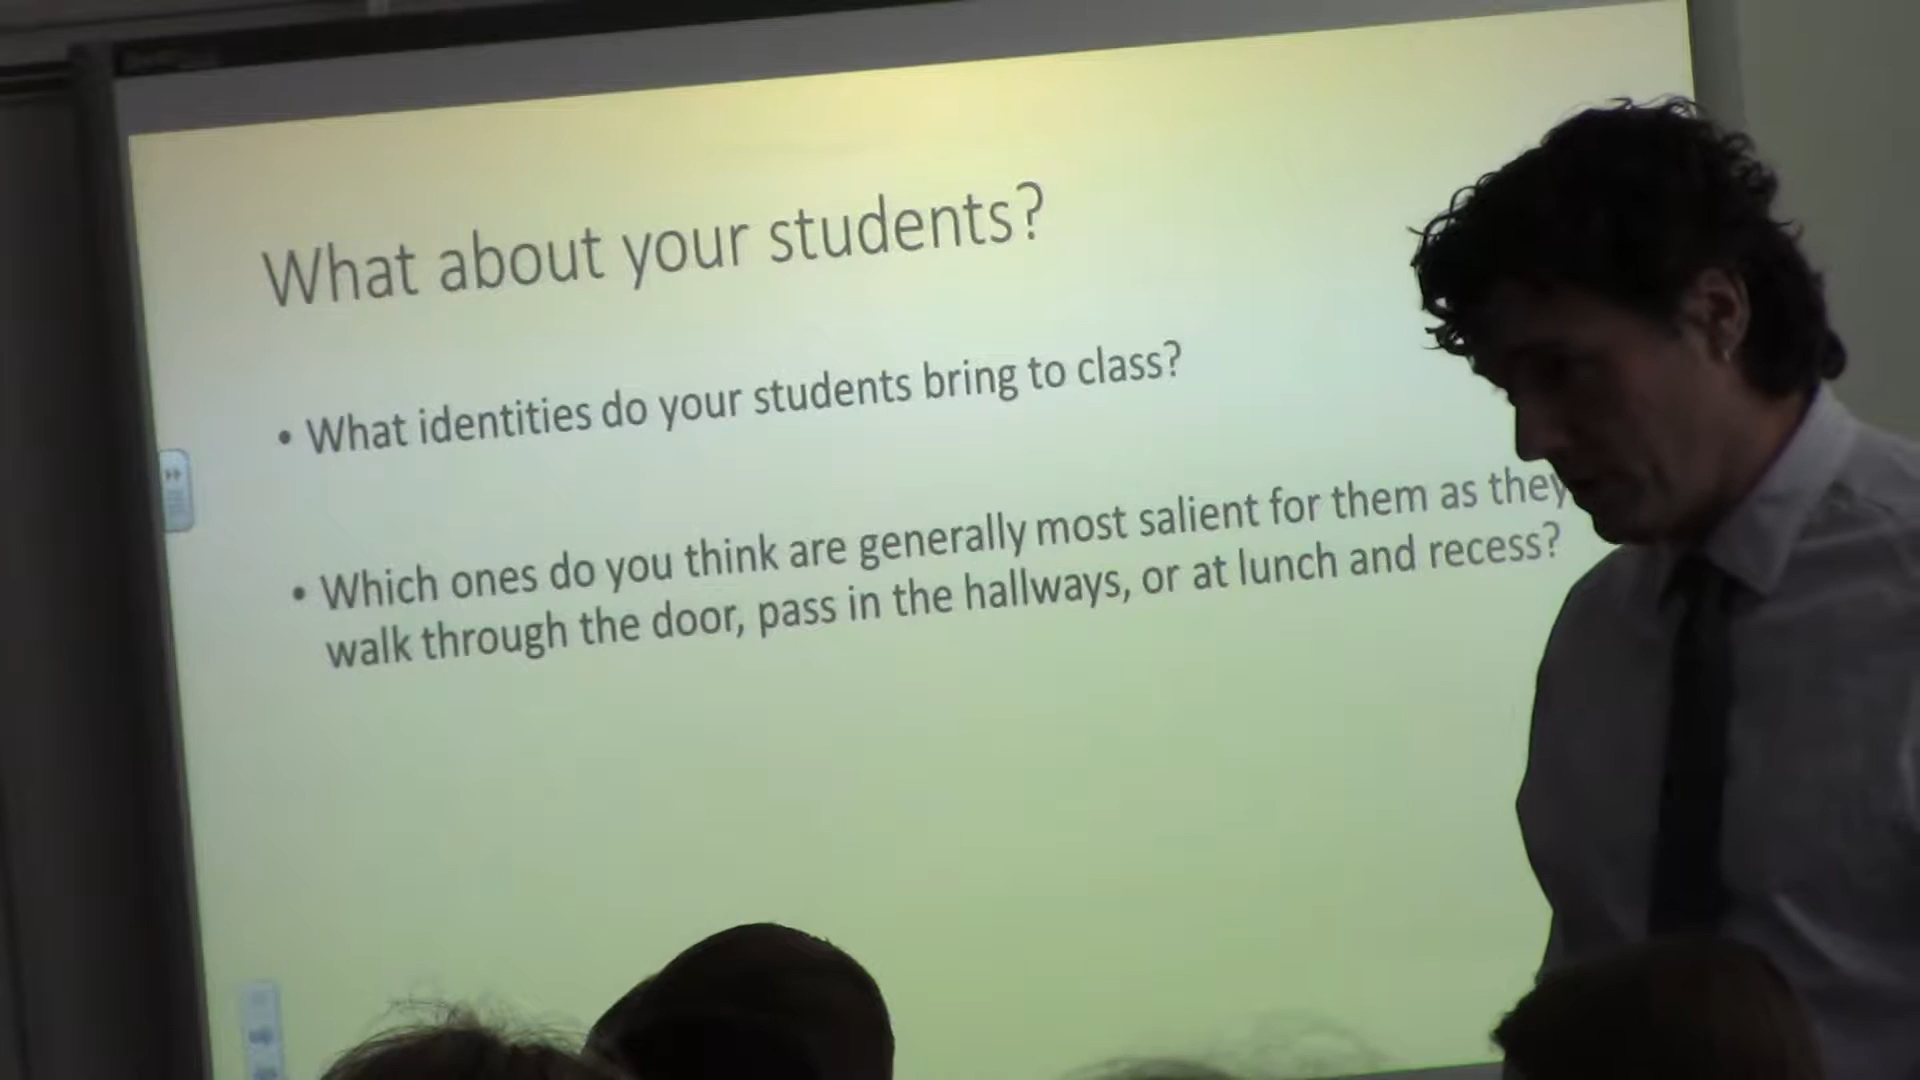 What about your students?
• What identities do your students bring to class?
• Which ones do you think are generally most salient for them as they
walk through the door, pass in the hallways, or at lunch and recess?